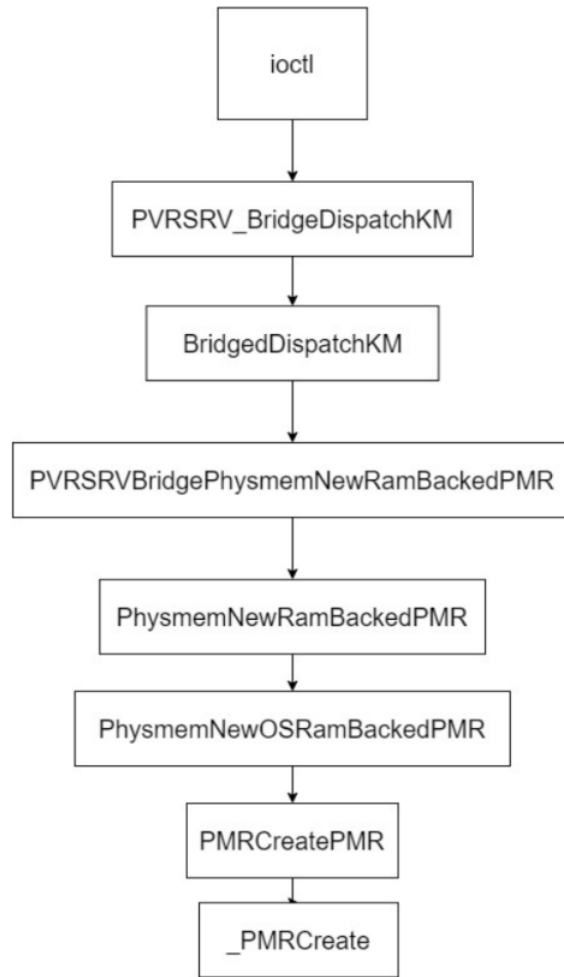 ioctl
PVRSRV_BridgeDispatchKM
BridgedDispatchKM
PVRSRVBridgePhysmemNewRamBackedPMR
PhysmemNewRamBackedPMR
PhysmemNewOSRamBackedPMR
PMRCreatePMR
_PMRCreate